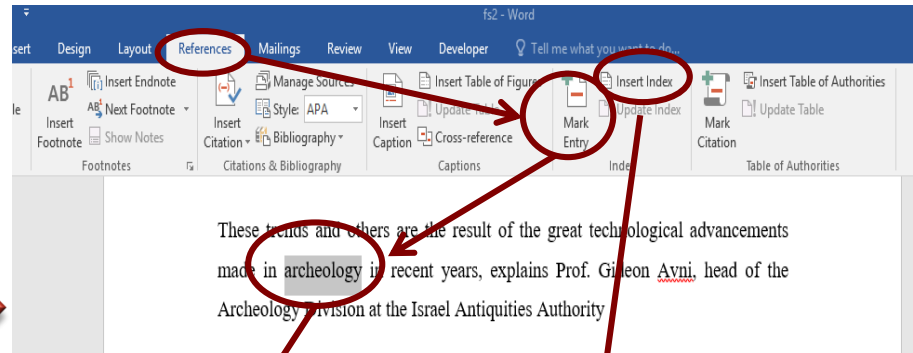 fs2 - Word
sert Design Layout References Mailings Review View Developer Tell me what you want to do...
le
AB1 Insert Footnote
Insert Endnote
AB1 Next Footnote
Show Notes
Footnotes
Insert Citation
Manage Sources
Style: APA
Bibliography
Citations & Bibliography
Insert Caption
Insert Table of Figures
Update Table
Cross-reference
Captions
Mark Entry
Insert Index
Update Index
Index
Mark Citation
Insert Table of Authorities
Update Table
Table of Authorities
These trends and others are the result of the great technological advancements
made in archeology in recent years, explains Prof. Gideon Avni, head of the
Archeology Division at the Israel Antiquities Authority